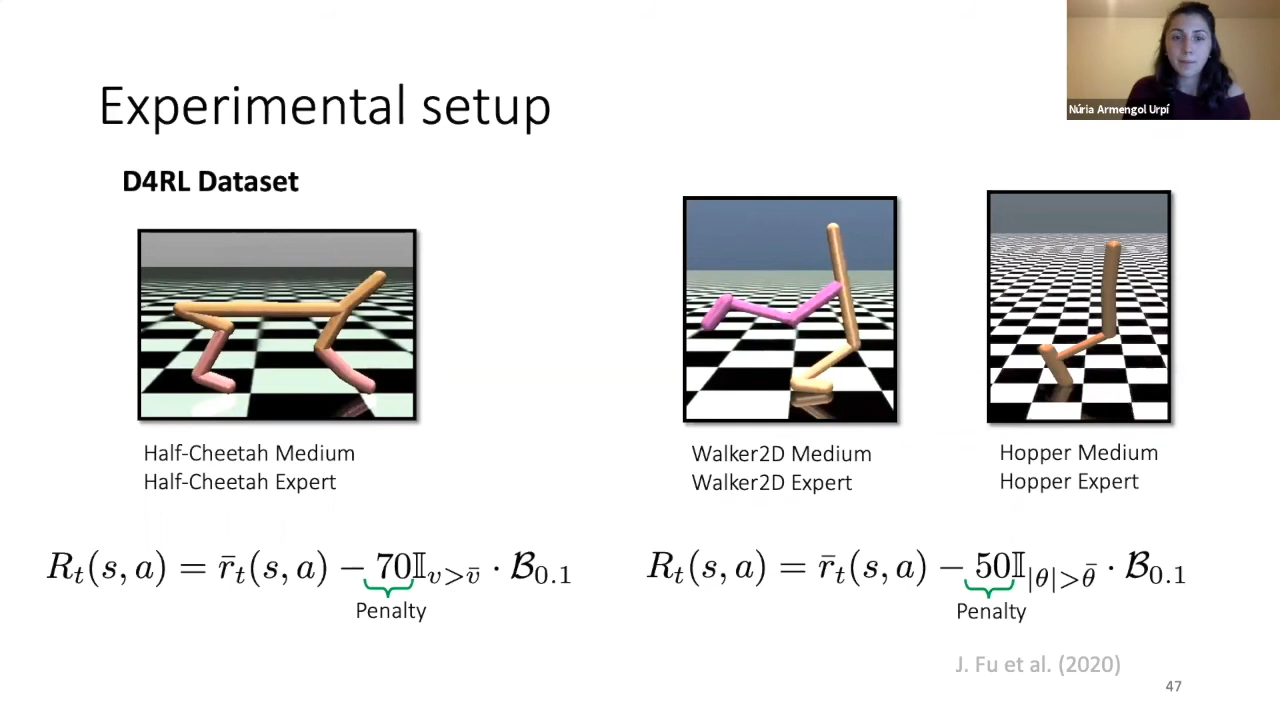 Experimental setup
Núria Armengol Urpí
D4RL Dataset
Half-Cheetah Medium
Half-Cheetah Expert
Walker2D Medium
Walker2D Expert
Hopper Medium
Hopper Expert
R_t(s, a) = r̄_t(s, a) − 70𝕀_{v>v̄} · ℬ_{0.1}
Penalty
R_t(s, a) = r̄_t(s, a) − 50𝕀_{|θ|>θ̄} · ℬ_{0.1}
Penalty
J. Fu et al. (2020)
47